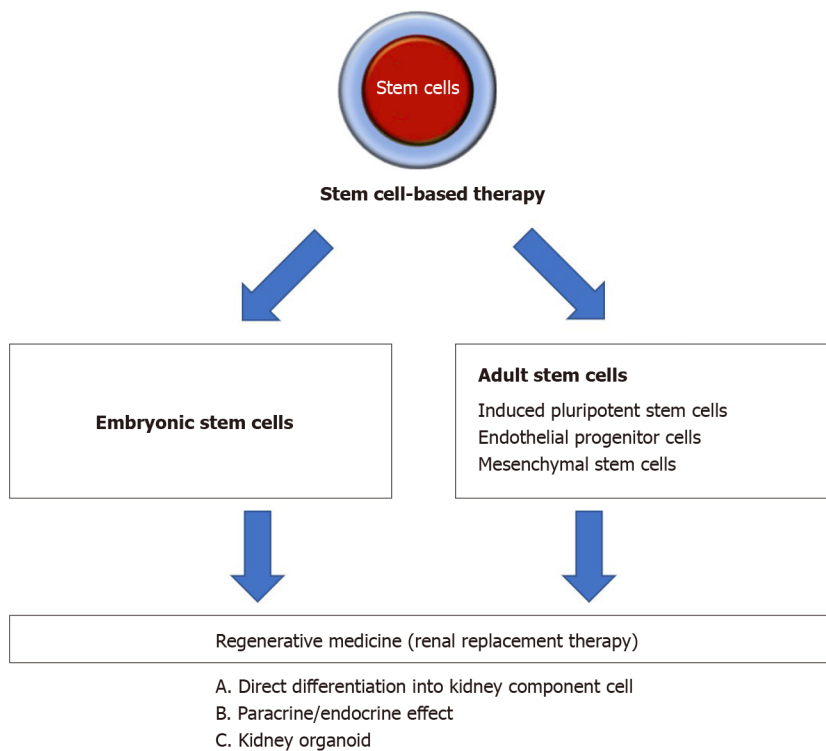 Stem cells
Stem cell-based therapy
Embryonic stem cells
Adult stem cells
Induced pluripotent stem cells
Endothelial progenitor cells
Mesenchymal stem cells
Regenerative medicine (renal replacement therapy)
A. Direct differentiation into kidney component cell
B. Paracrine/endocrine effect
C. Kidney organoid